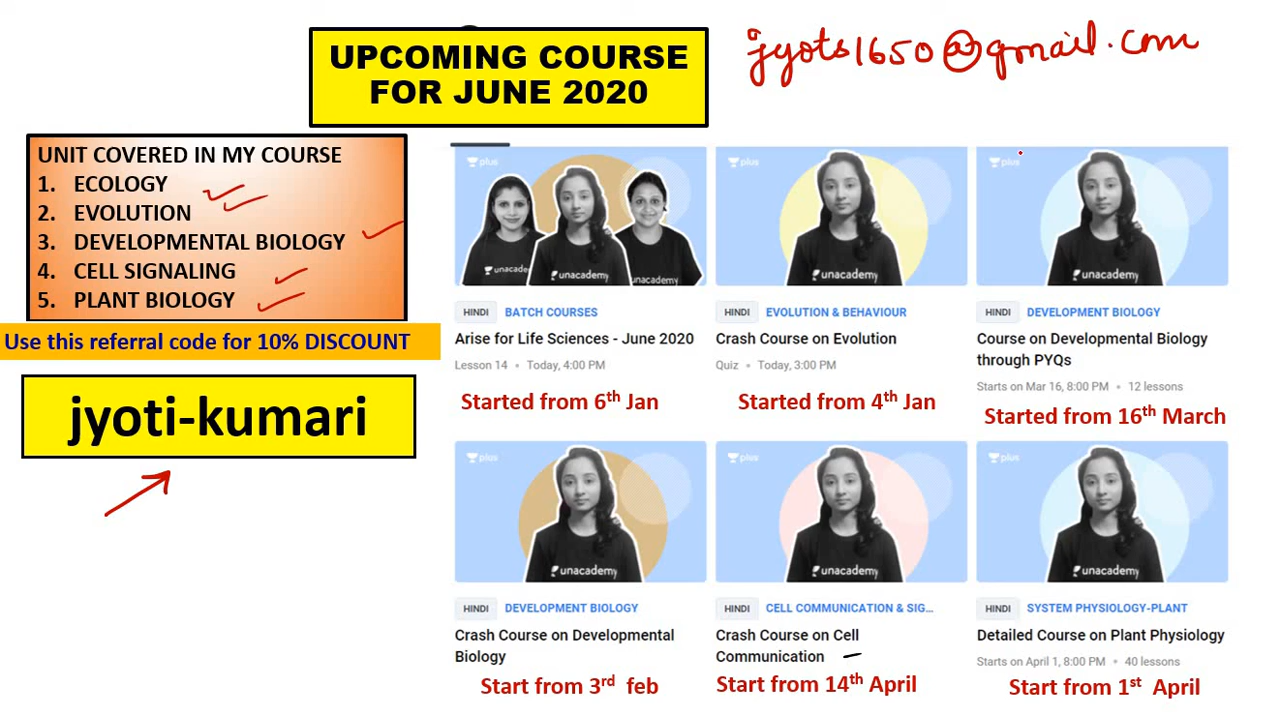 UPCOMING COURSE
FOR JUNE 2020
jyots1650@gmail.com
UNIT COVERED IN MY COURSE
1. ECOLOGY
2. EVOLUTION
3. DEVELOPMENTAL BIOLOGY
4. CELL SIGNALING
5. PLANT BIOLOGY
Use this referral code for 10% DISCOUNT
jyoti-kumari
plus
unacademy
unacademy
unacademy
HINDI BATCH COURSES
Arise for Life Sciences - June 2020
Lesson 14 • Today, 4:00 PM
Started from 6th Jan
plus
unacademy
HINDI EVOLUTION & BEHAVIOUR
Crash Course on Evolution
Quiz • Today, 3:00 PM
Started from 4th Jan
plus
unacademy
HINDI DEVELOPMENT BIOLOGY
Course on Developmental Biology
through PYQs
Starts on Mar 16, 8:00 PM • 12 lessons
Started from 16th March
plus
unacademy
HINDI DEVELOPMENT BIOLOGY
Crash Course on Developmental
Biology
Start from 3rd feb
plus
unacademy
HINDI CELL COMMUNICATION & SIG...
Crash Course on Cell
Communication
Start from 14th April
plus
unacademy
HINDI SYSTEM PHYSIOLOGY-PLANT
Detailed Course on Plant Physiology
Starts on April 1, 8:00 PM • 40 lessons
Start from 1st April